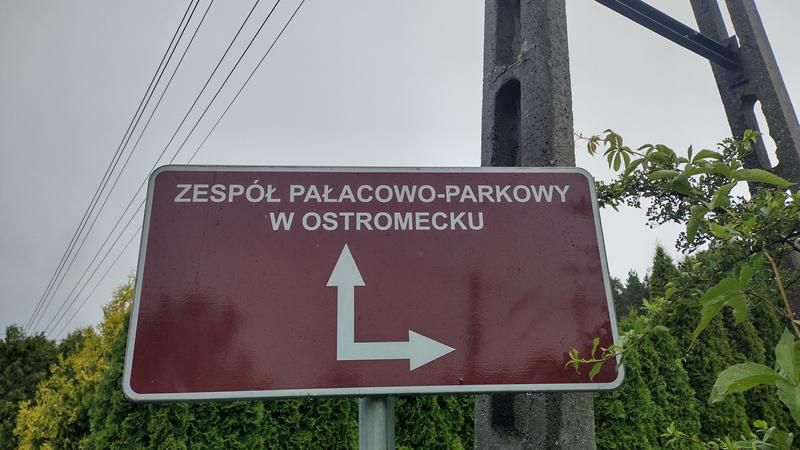 ZESPÓŁ PAŁACOWO-PARKOWY
W OSTROMECKU